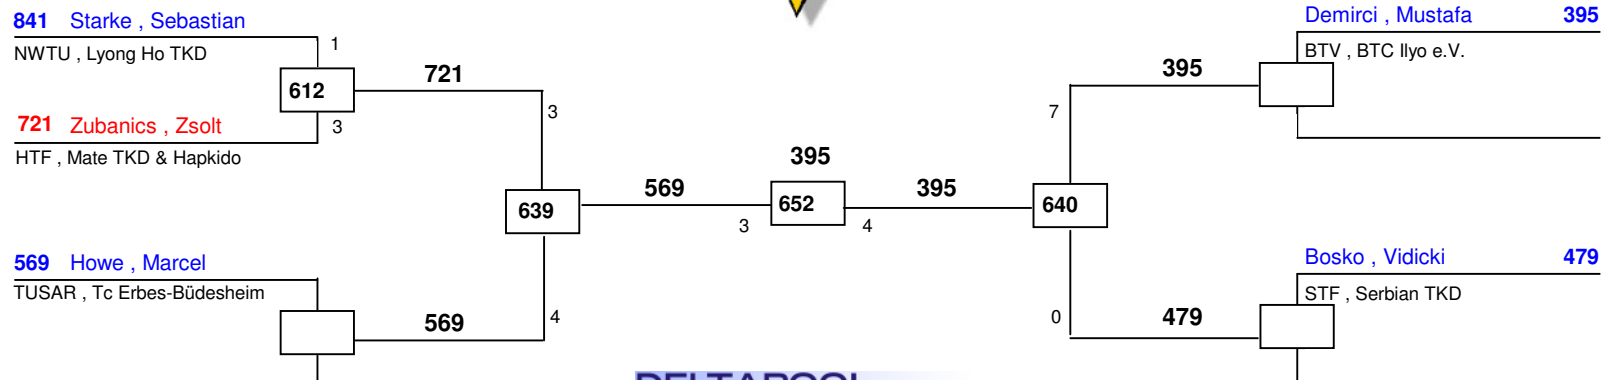 841 Starke , Sebastian
NWTU , Lyong Ho TKD
1
612
721
721 Zubanics , Zsolt
3
HTF , Mate TKD & Hapkido
3
639
569
3
569 Howe , Marcel
TUSAR , Tc Erbes-Büdesheim
569
4
395
652
4
395
Demirci , Mustafa 395
BTV , BTC Ilyo e.V.
395
7
640
Bosko , Vidicki 479
STF , Serbian TKD
0
479